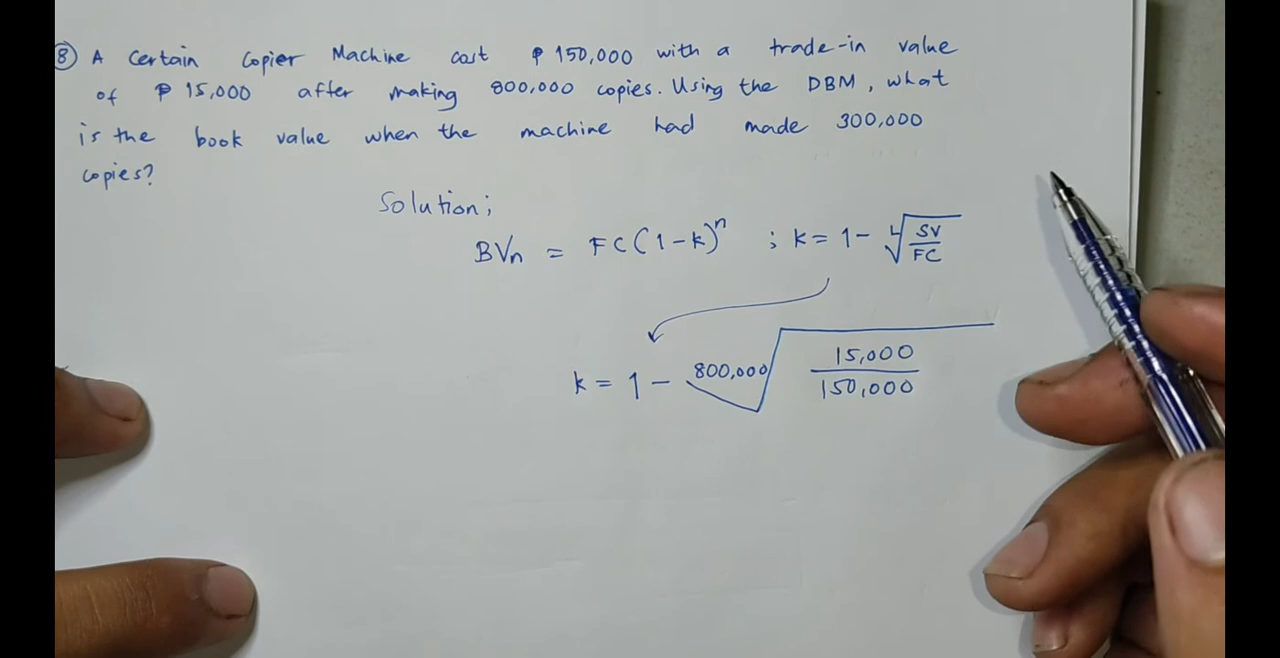 ⑧ A certain copier Machine cost ₱ 150,000 with a trade-in value
of ₱ 15,000 after making 800,000 copies. Using the DBM, what
is the book value when the machine had made 300,000
copies?
Solution;
BVn = FC(1-k)^n ; k = 1 - ᴸ√(SV/FC)
k = 1 - 800,000√(15,000/150,000)